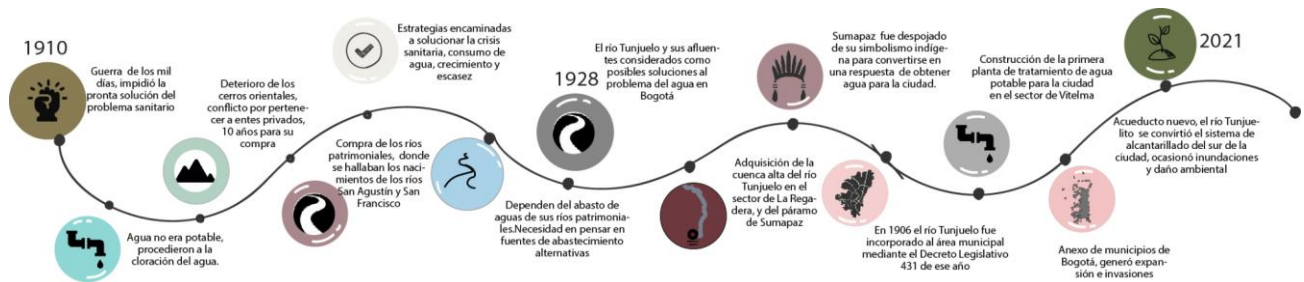 1910
Guerra de los mil
días, impidió la
pronta solución del
problema sanitario
Agua no era potable,
procedieron a la
cloración del agua.
Deterioro de los
cerros orientales,
conflicto por pertene-
cer a entes privados,
10 años para su
compra
Compra de los ríos
patrimoniales, donde
se hallaban los naci-
mientos de los ríos
San Agustín y San
Francisco
Estrategias encaminadas
a solucionar la crisis
sanitaria, consumo de
agua, crecimiento y
escasez
Dependen del abasto de
aguas de sus ríos patrimonia-
les.Necesidad en pensar en
fuentes de abastecimiento
alternativas
1928
El río Tunjuelo y sus afluen-
tes considerados como
posibles soluciones al
problema del agua en
Bogotá
Adquisición de la
cuenca alta del río
Tunjuelo en el
sector de La Rega-
dera, y del páramo
de Sumapaz
Sumapaz fue despojado
de su simbolismo indíge-
na para convertirse en
una respuesta de obtener
agua para la ciudad.
En 1906 el río Tunjuelo fue
incorporado al área municipal
mediante el Decreto Legislativo
431 de ese año
Construcción de la primera
planta de tratamiento de agua
potable para la ciudad
en el sector de Vitelma
Anexo de municipios de
Bogotá, generó expan-
sión e invasiones
2021
Acueducto nuevo, el río Tunjue-
lito se convirtió el sistema de
alcantarillado del sur de la
ciudad, ocasionó inundaciones
y daño ambiental